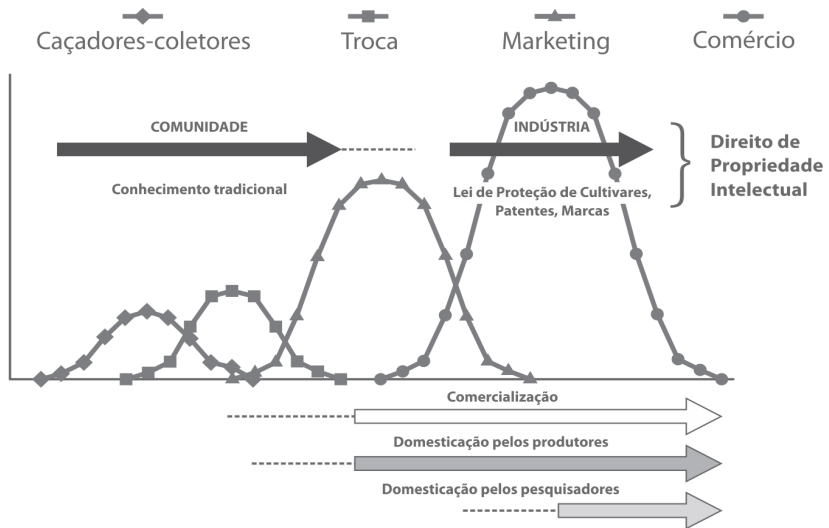 Caçadores-coletores
Troca
Marketing
Comércio
COMUNIDADE
INDÚSTRIA
Direito de
Propriedade
Intelectual
Conhecimento tradicional
Lei de Proteção de Cultivares,
Patentes, Marcas
Comercialização
Domesticação pelos produtores
Domesticação pelos pesquisadores